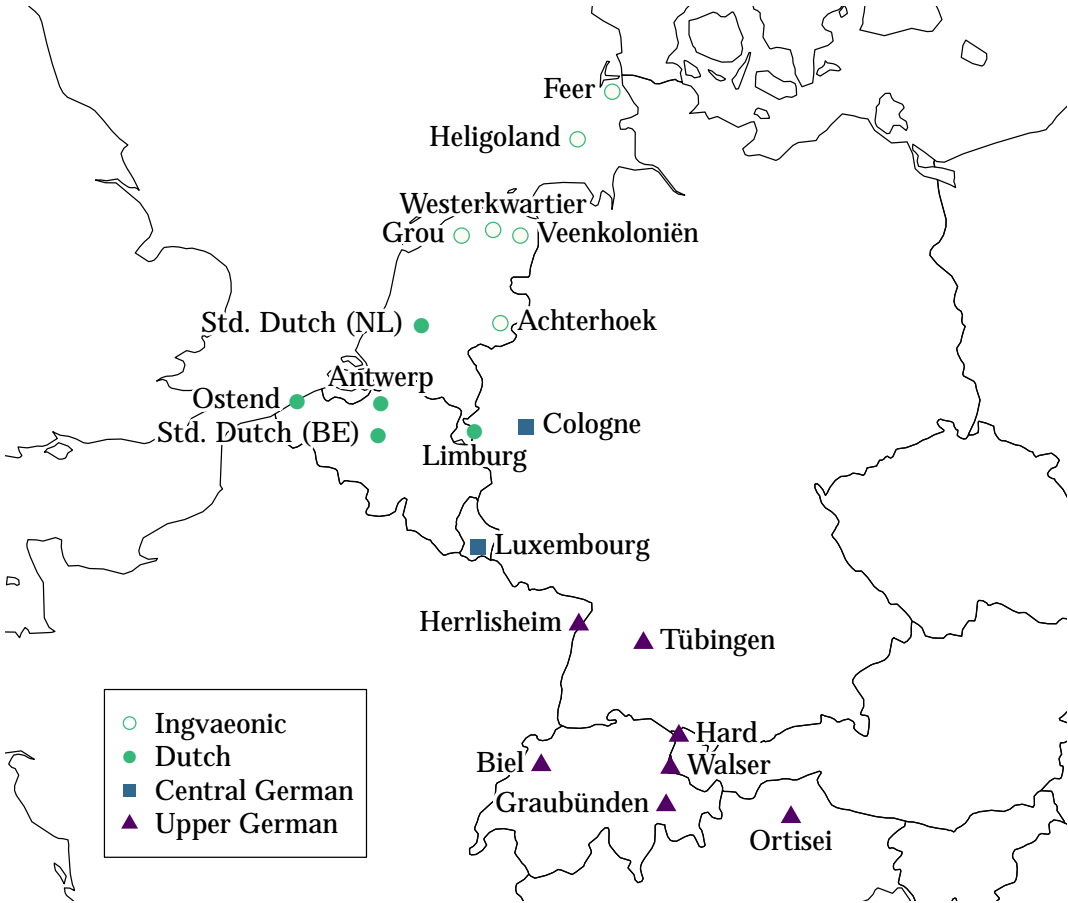 Feer
Heligoland
Westerkwartier
Grou
Veenkoloniën
Std. Dutch (NL)
Achterhoek
Antwerp
Ostend
Std. Dutch (BE)
Cologne
Limburg
Luxembourg
Herrlisheim
Tübingen
Ingvaeonic
Dutch
Central German
Upper German
Hard
Biel
Walser
Graubünden
Ortisei